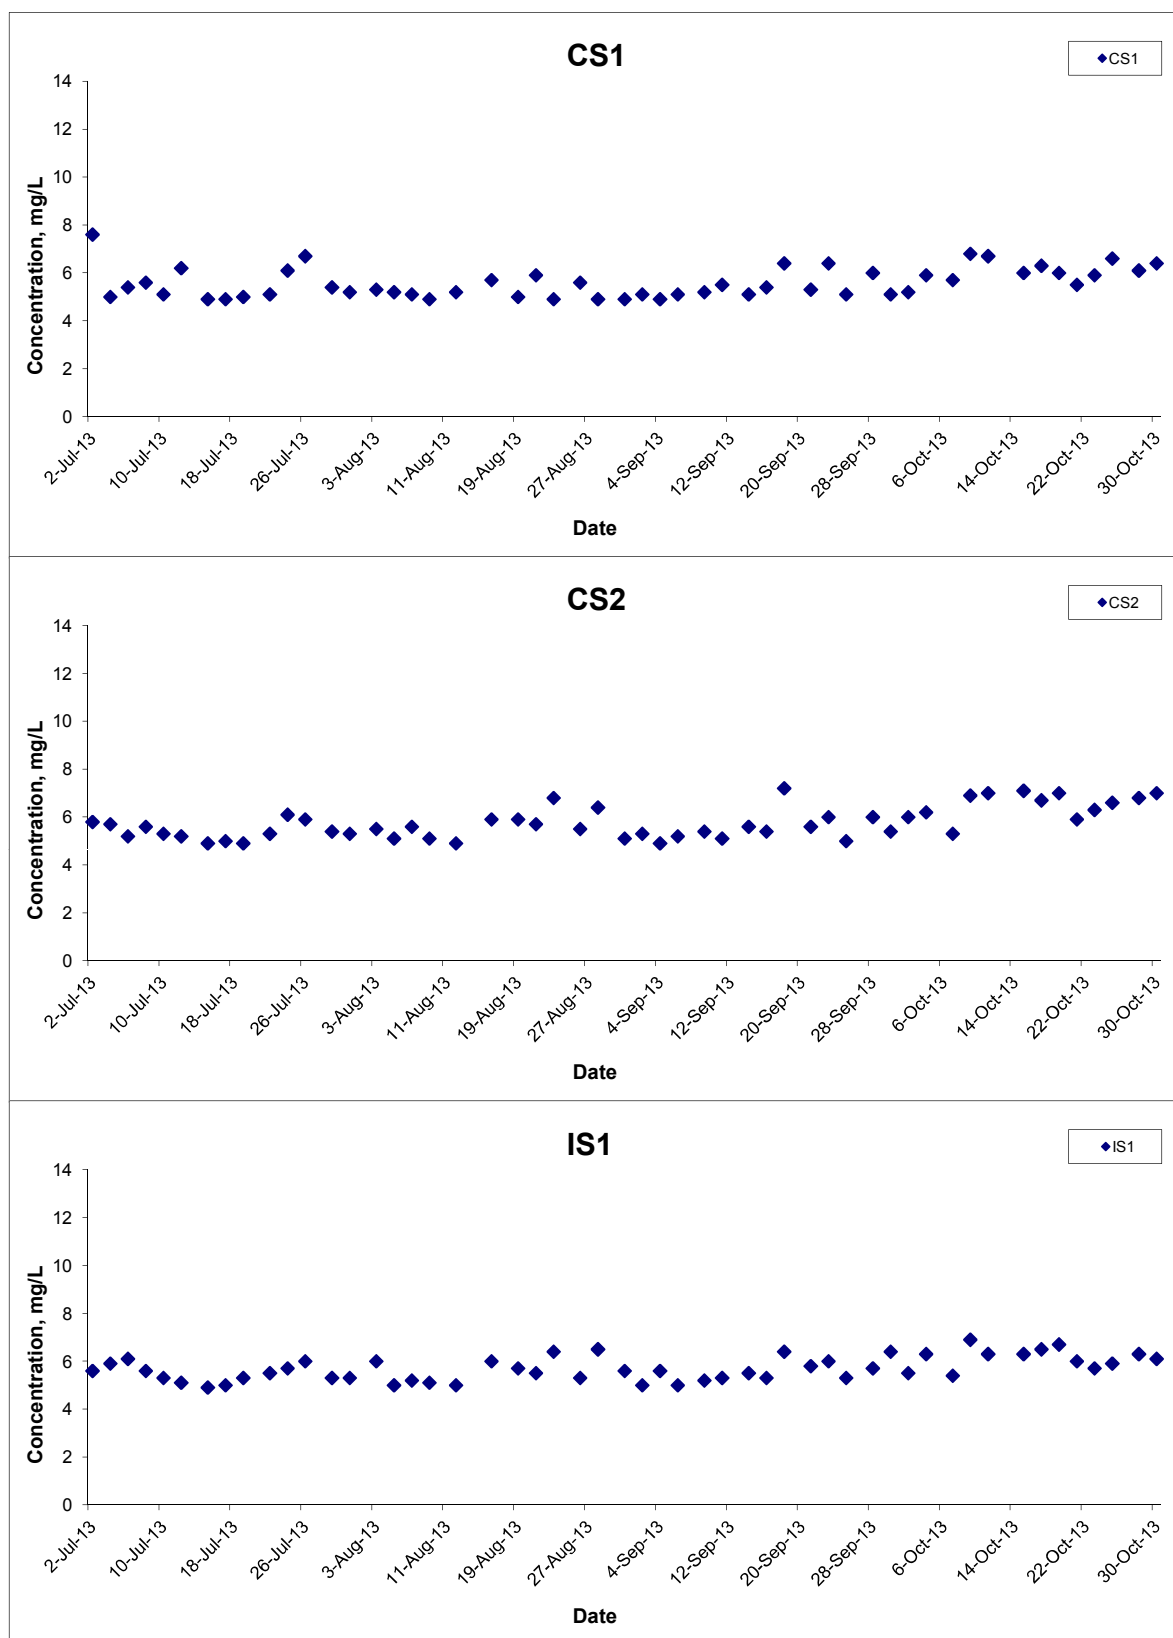 CS1
CS1
14
12
10
8
6
4
2
0
Concentration, mg/L
2-Jul-13
10-Jul-13
18-Jul-13
26-Jul-13
3-Aug-13
11-Aug-13
19-Aug-13
27-Aug-13
4-Sep-13
12-Sep-13
20-Sep-13
28-Sep-13
6-Oct-13
14-Oct-13
22-Oct-13
30-Oct-13
Date
CS2
CS2
14
12
10
8
6
4
2
0
Concentration, mg/L
2-Jul-13
10-Jul-13
18-Jul-13
26-Jul-13
3-Aug-13
11-Aug-13
19-Aug-13
27-Aug-13
4-Sep-13
12-Sep-13
20-Sep-13
28-Sep-13
6-Oct-13
14-Oct-13
22-Oct-13
30-Oct-13
Date
IS1
IS1
14
12
10
8
6
4
2
0
Concentration, mg/L
2-Jul-13
10-Jul-13
18-Jul-13
26-Jul-13
3-Aug-13
11-Aug-13
19-Aug-13
27-Aug-13
4-Sep-13
12-Sep-13
20-Sep-13
28-Sep-13
6-Oct-13
14-Oct-13
22-Oct-13
30-Oct-13
Date